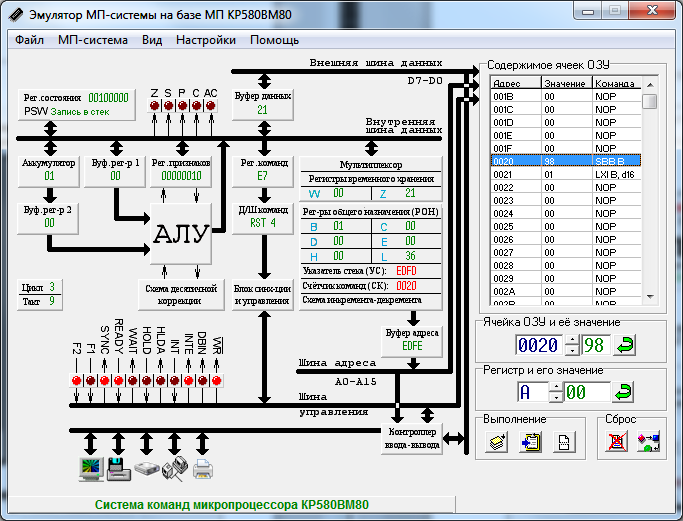 Эмулятор МП-системы на базе МП КР580ВМ80
Файл МП-система Вид Настройки Помощь
Внешняя шина данных
D7-D0
Рег.состояния 00100000
PSW Запись в стек
Z S P C AC
Буфер данных
21
Внутренняя
шина данных
Аккумулятор
01
Буф.рег-р 1
00
Рег.признаков
00000010
Рег.команд
E7
Мультиплексор
Регистры временного хранения
W 00 Z 21
Буф.рег-р 2
00
АЛУ
Д/Ш команд
RST 4
Рег-ры общего назначения (РОН)
B 01 C 00
D 00 E 00
H 00 L 36
Указатель стека (УС): EDFD
Счётчик команд (СК): 0020
Схема инкремента-декремента
Цикл 3
Такт 9
Схема десятичной
коррекции
Блок синх-ции
и управления
Буфер адреса
EDFE
F2 F1 SYNC READY WAIT HOLD HLDA INT INTE DBIN WR
Шина адреса
A0-A15
Шина
управления
Контроллер
ввода-вывода
Система команд микропроцессора КР580ВМ80
Содержимое ячеек ОЗУ
Адрес Значение Команда
001B 00 NOP
001C 00 NOP
001D 00 NOP
001E 00 NOP
001F 00 NOP
0020 98 SBB B
0021 01 LXI B, d16
0022 00 NOP
0023 00 NOP
0024 00 NOP
0025 00 NOP
0026 00 NOP
0027 00 NOP
0028 00 NOP
0029 00 NOP
002A 00 NOP
Ячейка ОЗУ и её значение
0020 98
Регистр и его значение
A 00
Выполнение
Сброс